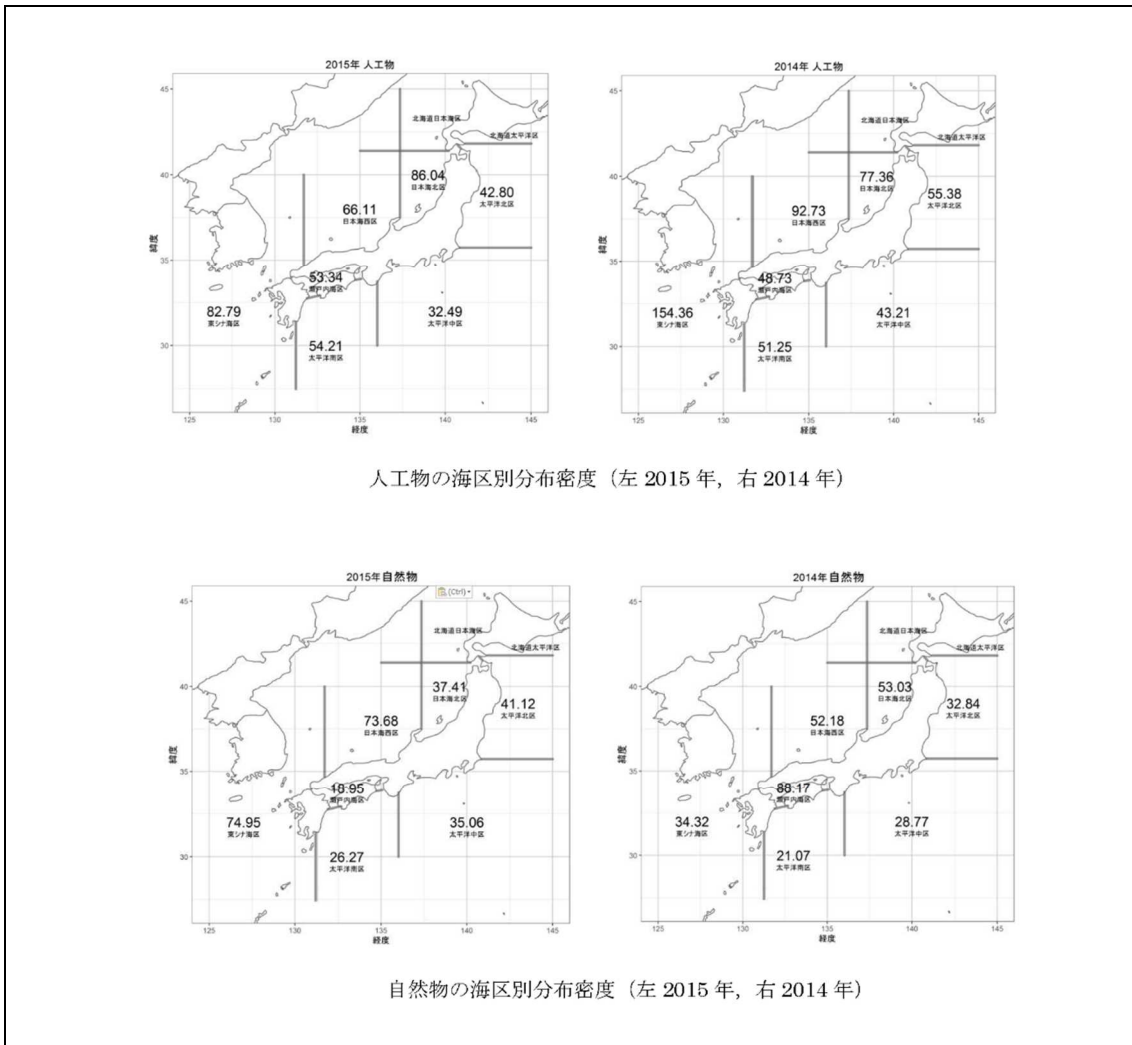 2015年 人工物
45
北海道日本海区
北海道太平洋区
86.04
日本海北区
42.80
太平洋北区
40
66.11
日本海西区
緯度
35
53.34
瀬戸内海区
82.79
東シナ海区
32.49
太平洋中区
54.21
太平洋南区
30
125 130 135 140 145
経度
2014年 人工物
45
北海道日本海区
北海道太平洋区
77.36
日本海北区
55.38
太平洋北区
40
92.73
日本海西区
緯度
35
48.73
瀬戸内海区
154.36
東シナ海区
43.21
太平洋中区
51.25
太平洋南区
30
125 130 135 140 145
経度
人工物の海区別分布密度（左 2015 年，右 2014 年）
2015年 自然物
(Ctrl)
45
北海道日本海区
北海道太平洋区
37.41
日本海北区
41.12
太平洋北区
40
73.68
日本海西区
緯度
35
18.95
瀬戸内海区
74.95
東シナ海区
35.06
太平洋中区
26.27
太平洋南区
30
125 130 135 140 145
経度
2014年 自然物
45
北海道日本海区
北海道太平洋区
53.03
日本海北区
32.84
太平洋北区
40
52.18
日本海西区
緯度
35
88.17
瀬戸内海区
34.32
東シナ海区
28.77
太平洋中区
21.07
太平洋南区
30
125 130 135 140 145
経度
自然物の海区別分布密度（左 2015 年，右 2014 年）